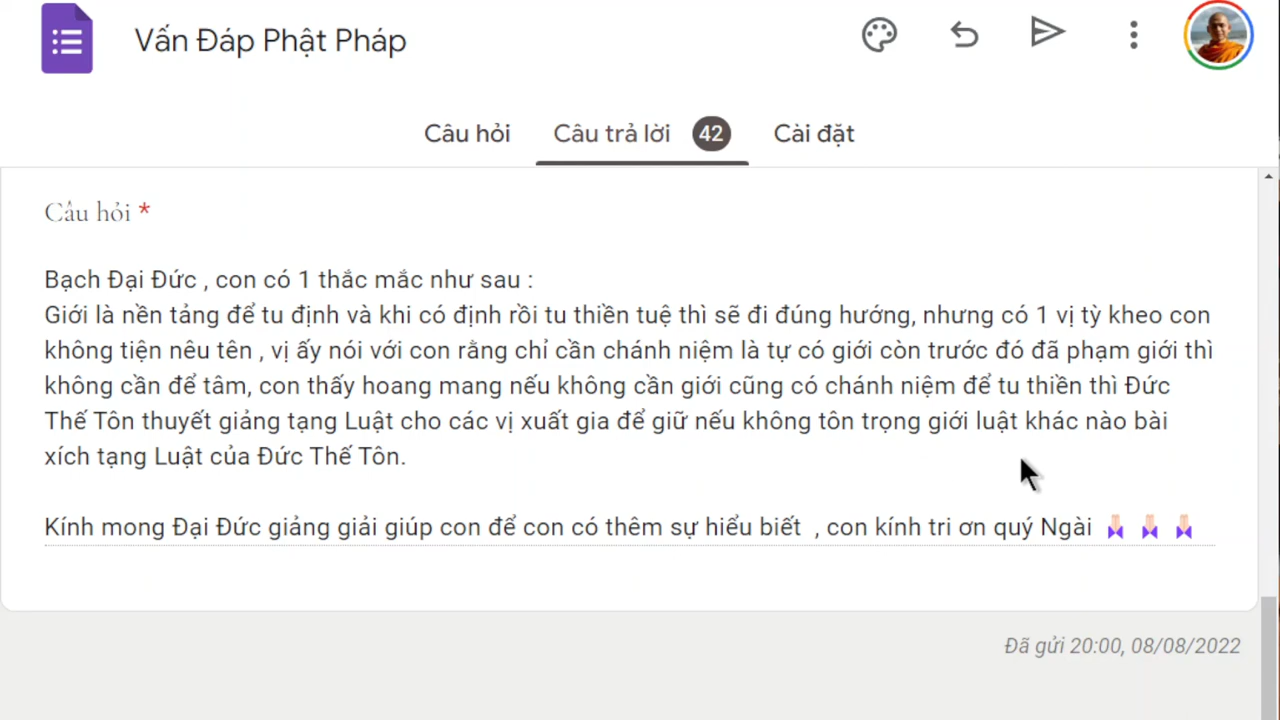 Vấn Đáp Phật Pháp
Câu hỏi
Câu trả lời 42
Cài đặt
Câu hỏi *
Bạch Đại Đức , con có 1 thắc mắc như sau :
Giới là nền tảng để tu định và khi có định rồi tu thiền tuệ thì sẽ đi đúng hướng, nhưng có 1 vị tỳ kheo con
không tiện nêu tên , vị ấy nói với con rằng chỉ cần chánh niệm là tự có giới còn trước đó đã phạm giới thì
không cần để tâm, con thấy hoang mang nếu không cần giới cũng có chánh niệm để tu thiền thì Đức
Thế Tôn thuyết giảng tạng Luật cho các vị xuất gia để giữ nếu không tôn trọng giới luật khác nào bài
xích tạng Luật của Đức Thế Tôn.
Kính mong Đại Đức giảng giải giúp con để con có thêm sự hiểu biết , con kính tri ơn quý Ngài 🙏🏻 🙏🏻 🙏🏻
Đã gửi 20:00, 08/08/2022